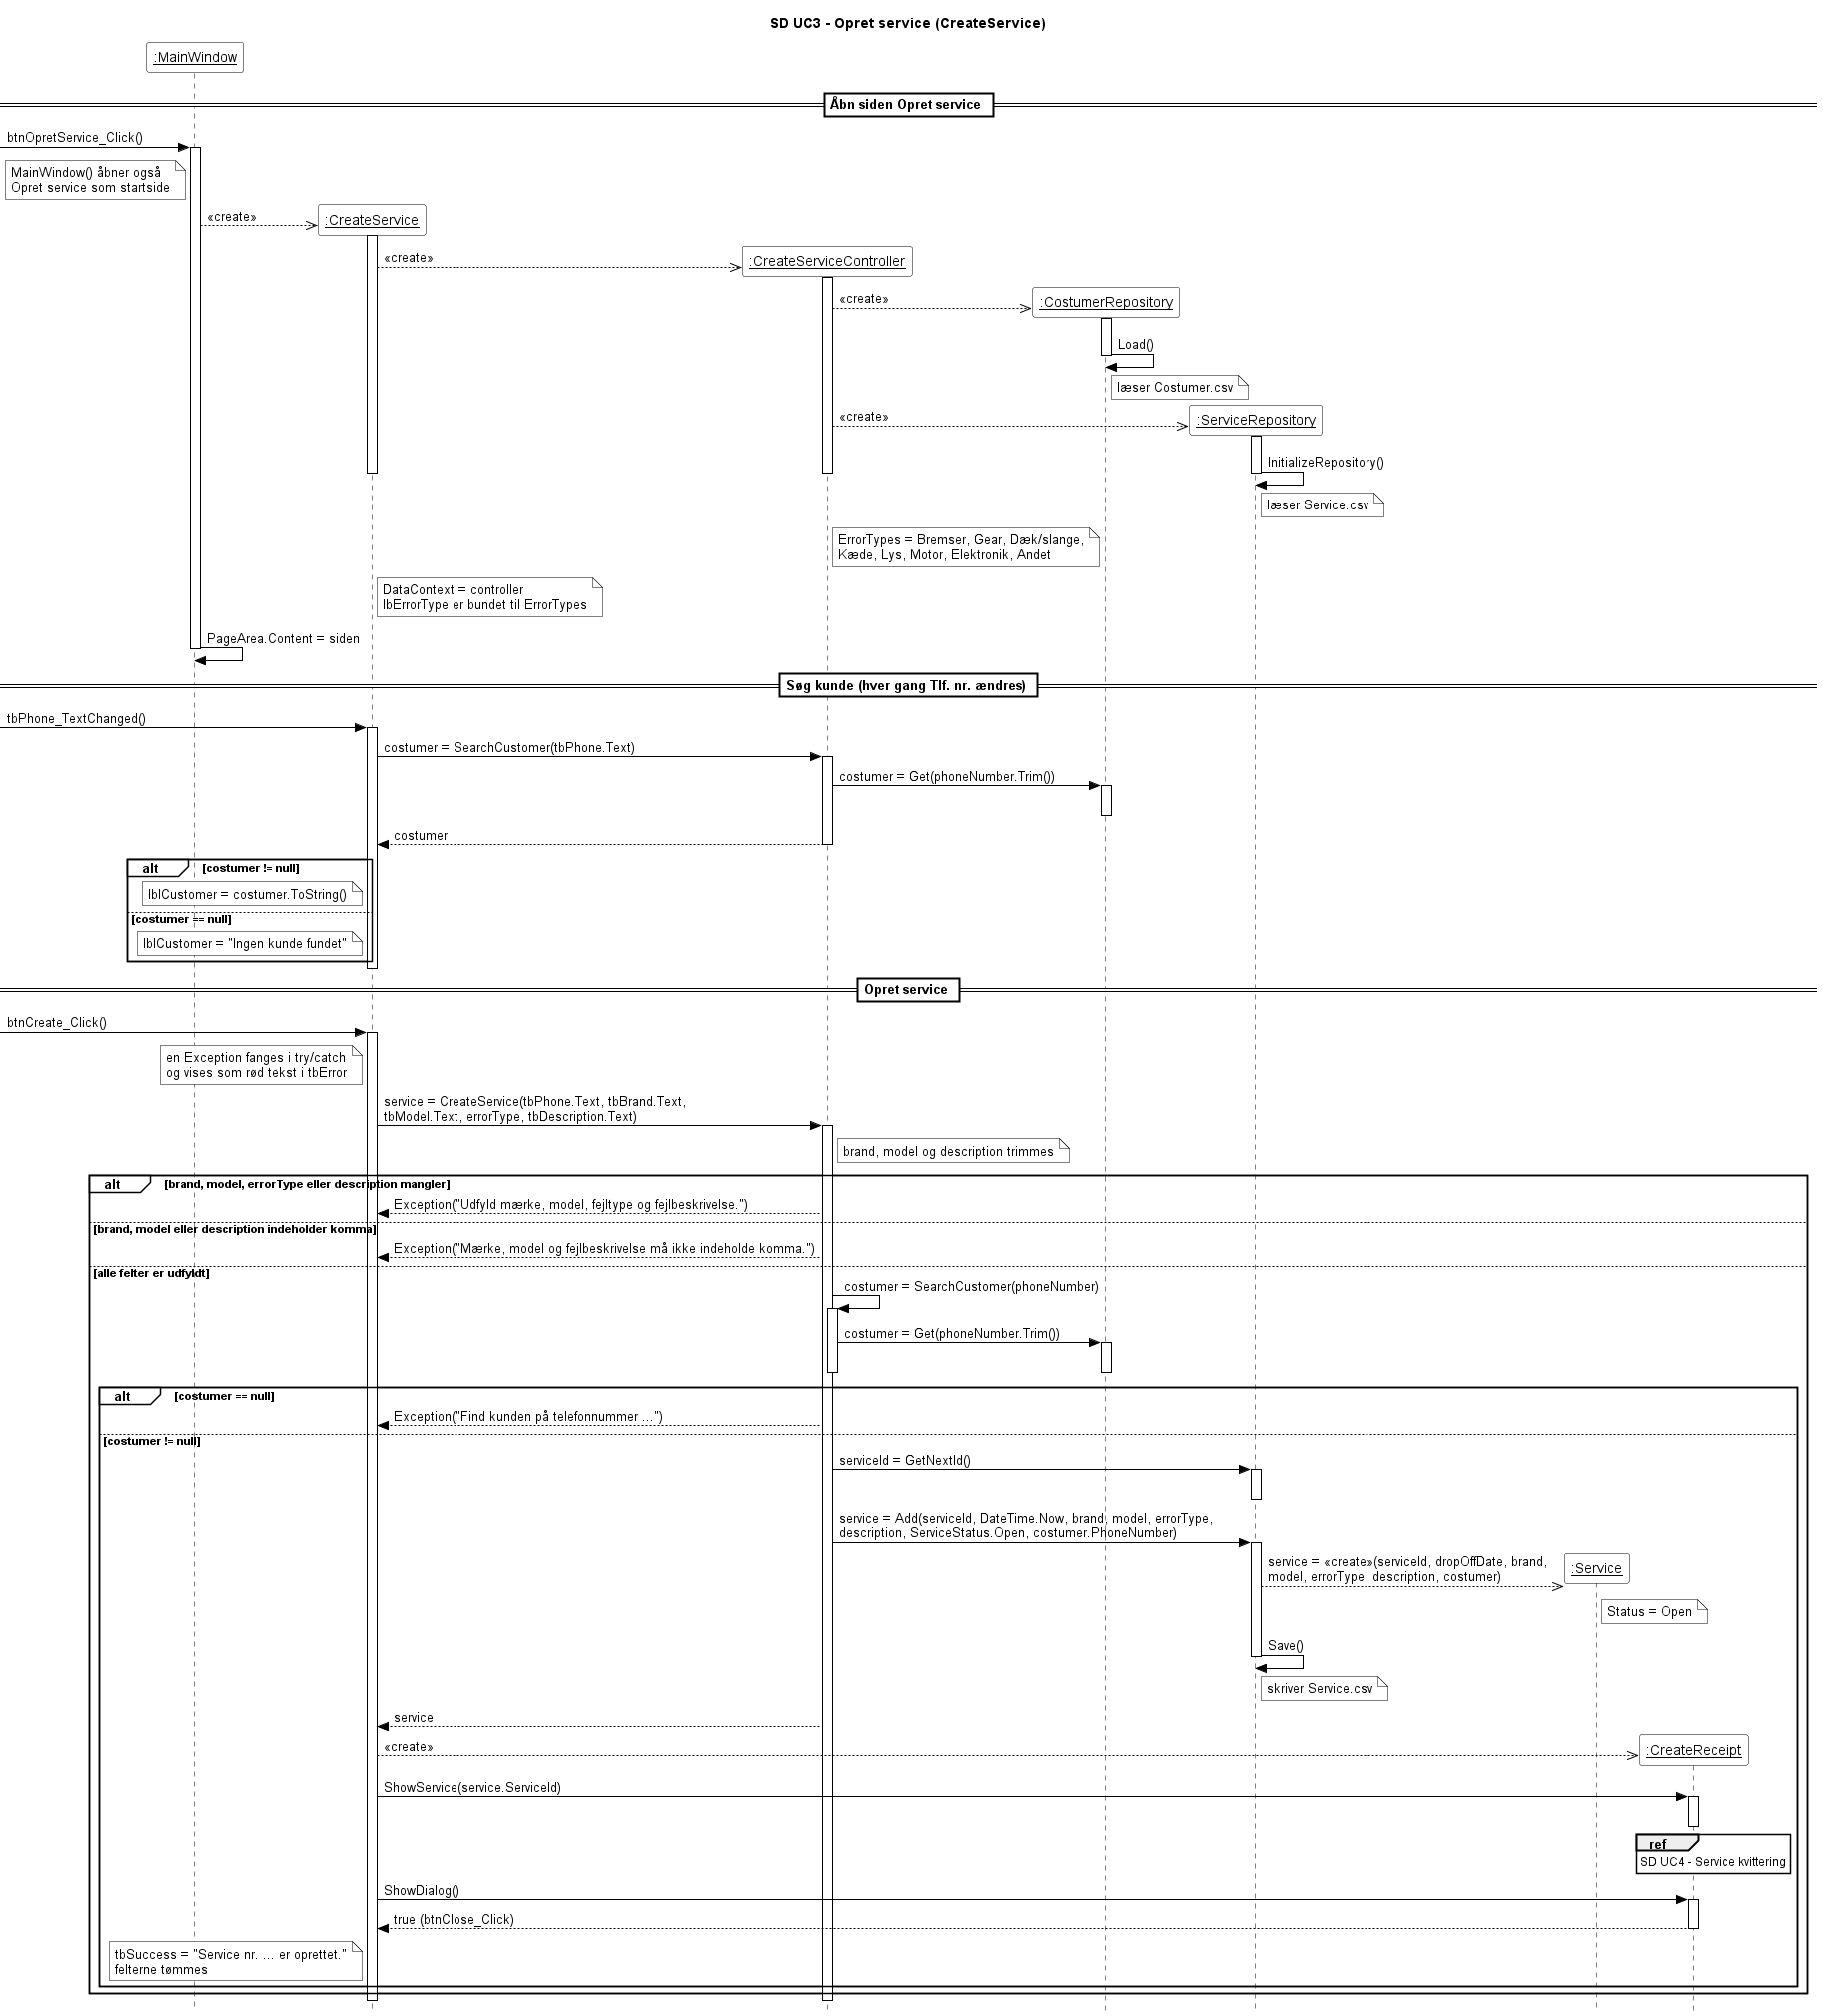 SD UC3 - Opret service (CreateService)
:MainWindow
Åbn siden Opret service
btnOpretService_Click()
MainWindow() åbner også
Opret service som startside
«create»
:CreateService
«create»
:CreateServiceController
«create»
:CostumerRepository
Load()
læser Costumer.csv
«create»
:ServiceRepository
InitializeRepository()
læser Service.csv
ErrorTypes = Bremser, Gear, Dæk/slange,
Kæde, Lys, Motor, Elektronik, Andet
DataContext = controller
lbErrorType er bundet til ErrorTypes
PageArea.Content = siden
Søg kunde (hver gang Tlf. nr. ændres)
tbPhone_TextChanged()
costumer = SearchCustomer(tbPhone.Text)
costumer = Get(phoneNumber.Trim())
costumer
alt [costumer != null]
lblCustomer = costumer.ToString()
[costumer == null]
lblCustomer = "Ingen kunde fundet"
Opret service
btnCreate_Click()
en Exception fanges i try/catch
og vises som rød tekst i tbError
service = CreateService(tbPhone.Text, tbBrand.Text,
tbModel.Text, errorType, tbDescription.Text)
brand, model og description trimmes
alt [brand, model, errorType eller description mangler]
Exception("Udfyld mærke, model, fejltype og fejlbeskrivelse.")
[brand, model eller description indeholder komma]
Exception("Mærke, model og fejlbeskrivelse må ikke indeholde komma.")
[alle felter er udfyldt]
costumer = SearchCustomer(phoneNumber)
costumer = Get(phoneNumber.Trim())
alt [costumer == null]
Exception("Find kunden på telefonnummer ...")
[costumer != null]
serviceId = GetNextId()
service = Add(serviceId, DateTime.Now, brand, model, errorType,
description, ServiceStatus.Open, costumer.PhoneNumber)
service = «create»(serviceId, dropOffDate, brand,
model, errorType, description, costumer)
:Service
Status = Open
Save()
skriver Service.csv
service
«create»
:CreateReceipt
ShowService(service.ServiceId)
ref
SD UC4 - Service kvittering
ShowDialog()
true (btnClose_Click)
tbSuccess = "Service nr. ... er oprettet."
felterne tømmes